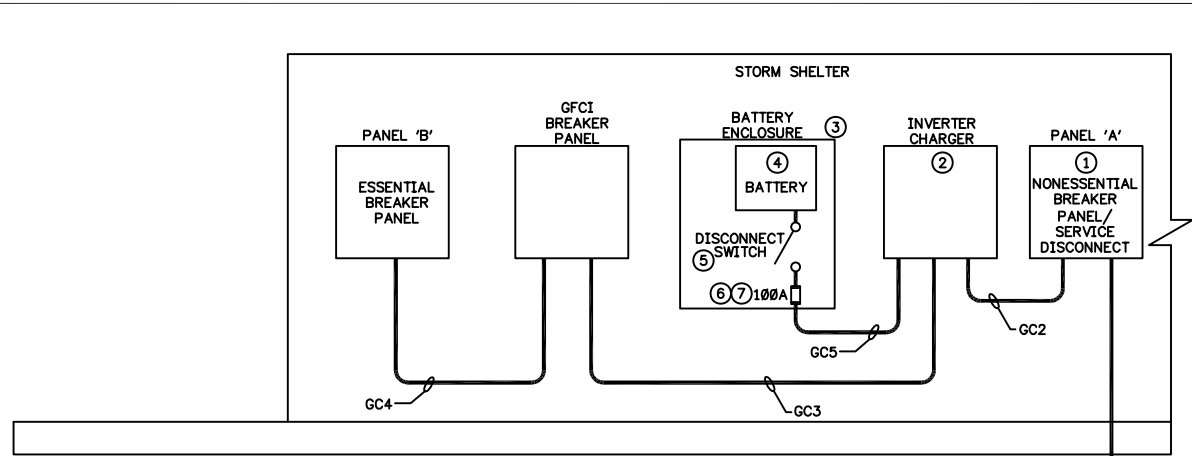 STORM SHELTER
PANEL 'B'
ESSENTIAL
BREAKER
PANEL
GFCI
BREAKER
PANEL
BATTERY
ENCLOSURE
3
4
BATTERY
DISCONNECT
SWITCH
5
6 7 100A
INVERTER
CHARGER
2
PANEL 'A'
1
NONESSENTIAL
BREAKER
PANEL/
SERVICE
DISCONNECT
GC2
GC5
GC4
GC3